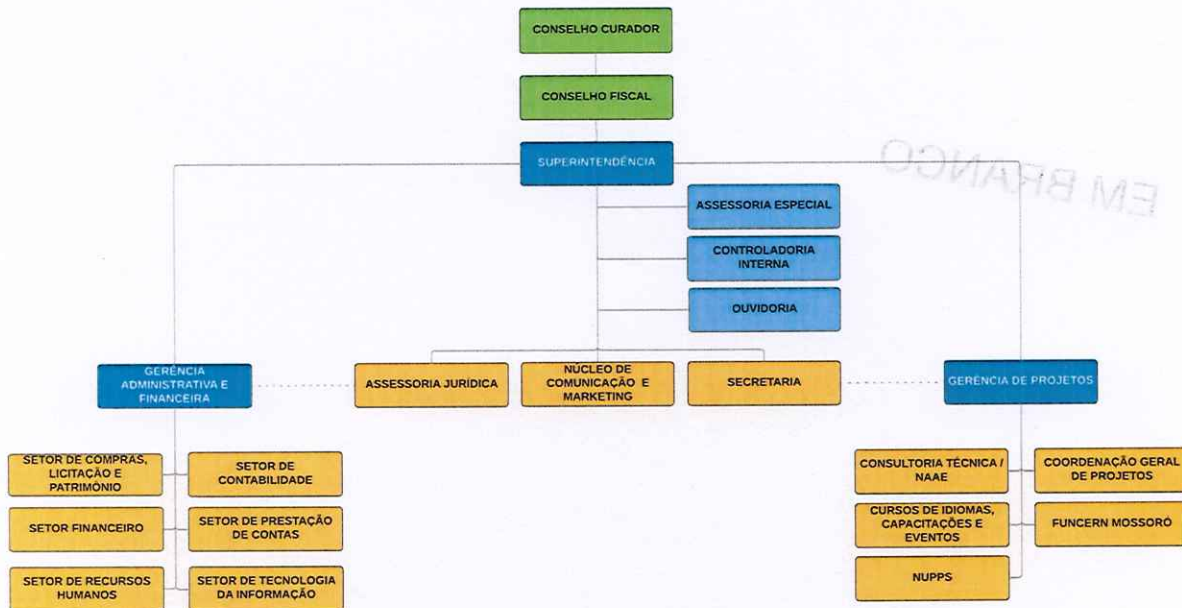 CONSELHO CURADOR
CONSELHO FISCAL
SUPERINTENDÊNCIA
EM BRANCO
ASSESSORIA ESPECIAL
CONTROLADORIA
INTERNA
OUVIDORIA
GERÊNCIA
ADMINISTRATIVA E
FINANCEIRA
ASSESSORIA JURÍDICA
NÚCLEO DE
COMUNICAÇÃO E
MARKETING
SECRETARIA
GERÊNCIA DE PROJETOS
SETOR DE COMPRAS,
LICITAÇÃO E
PATRIMÔNIO
SETOR DE
CONTABILIDADE
SETOR FINANCEIRO
SETOR DE PRESTAÇÃO
DE CONTAS
SETOR DE RECURSOS
HUMANOS
SETOR DE TECNOLOGIA
DA INFORMAÇÃO
CONSULTORIA TÉCNICA /
NAAE
COORDENAÇÃO GERAL
DE PROJETOS
CURSOS DE IDIOMAS,
CAPACITAÇÕES E
EVENTOS
FUNCERN MOSSORÓ
NUPPS